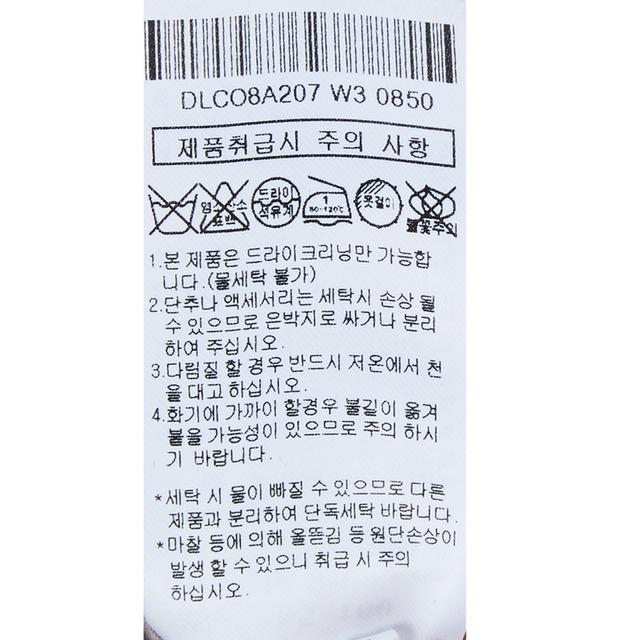 DLCO8A207 W3 0850
제품취급시 주의 사항
염소산소 표백
드라이 석유계
1 80~120℃
옷걸이
불꽃주의
1.본 제품은 드라이크리닝만 가능합
니다.(물세탁 불가)
2.단추나 액세서리는 세탁시 손상 될
수 있으므로 은박지로 싸거나 분리
하여 주십시오.
3.다림질 할 경우 반드시 저온에서 천
을 대고 하십시오.
4.화기에 가까이 할경우 불길이 옮겨
붙을 가능성이 있으므로 주의 하시
기 바랍니다.
*세탁 시 물이 빠질 수 있으므로 다른
제품과 분리하여 단독세탁 바랍니다.
*마찰 등에 의해 올뜯김 등 원단손상이
발생 할 수 있으니 취급 시 주의
하십시오.